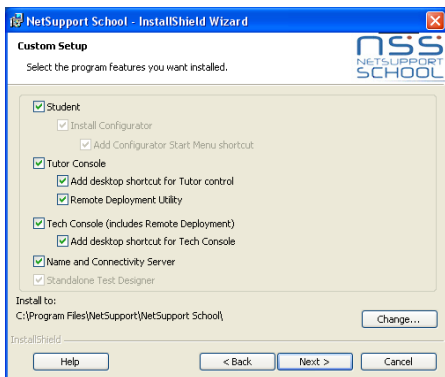 NetSupport School - InstallShield Wizard
Custom Setup
Select the program features you want installed.
nss
NETSUPPORT
SCHOOL
Student
Install Configurator
Add Configurator Start Menu shortcut
Tutor Console
Add desktop shortcut for Tutor control
Remote Deployment Utility
Tech Console (includes Remote Deployment)
Add desktop shortcut for Tech Console
Name and Connectivity Server
Standalone Test Designer
Install to:
C:\Program Files\NetSupport\NetSupport School\
Change...
InstallShield
Help < Back Next > Cancel